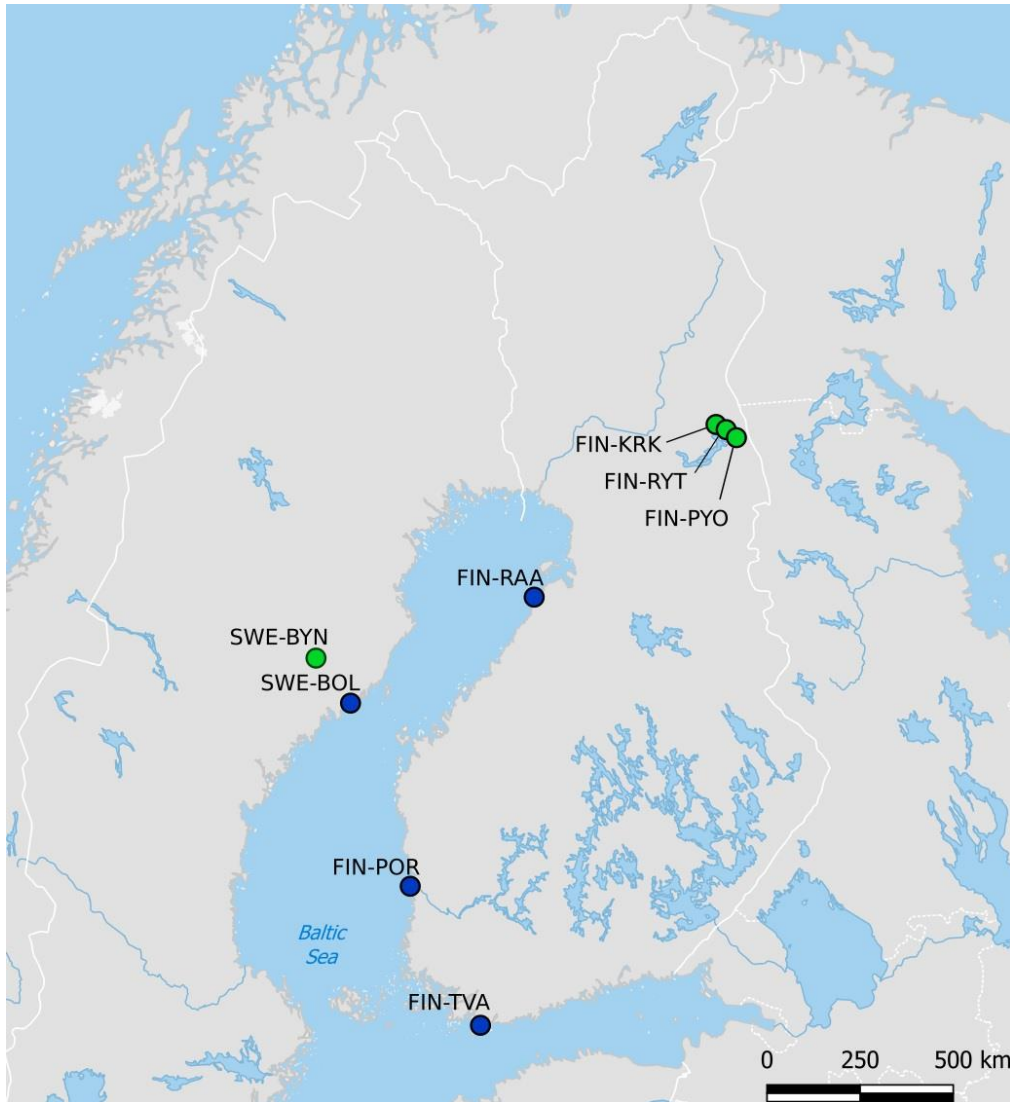 FIN-KRK
FIN-RYT
FIN-PYO
FIN-RAA
SWE-BYN
SWE-BOL
FIN-POR
Baltic
Sea
FIN-TVA
0 250 500 km